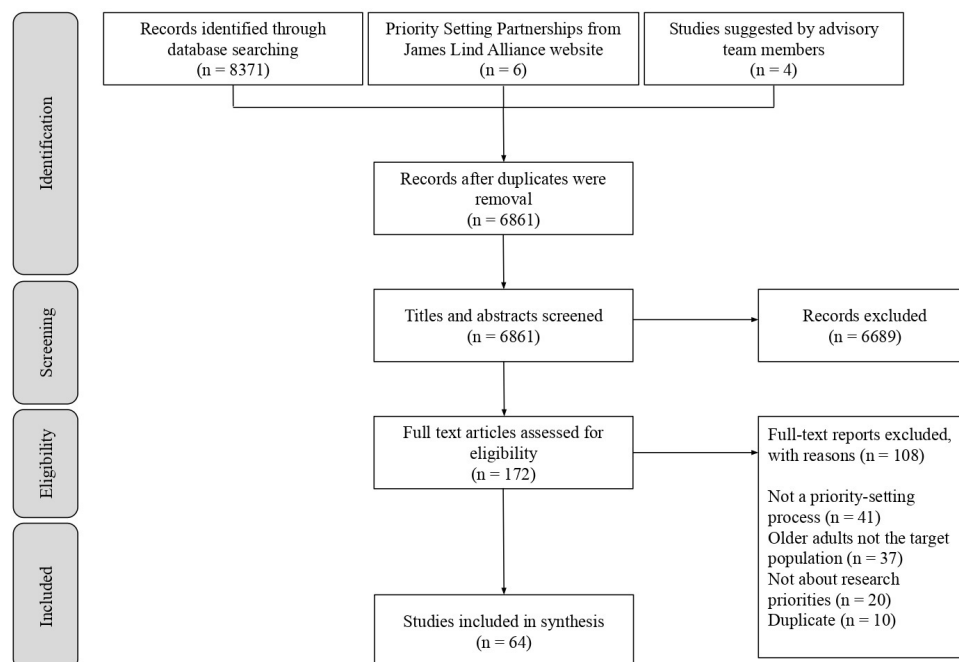 Identification
Records identified through
database searching
(n = 8371)
Priority Setting Partnerships from
James Lind Alliance website
(n = 6)
Studies suggested by advisory
team members
(n = 4)
Records after duplicates were
removal
(n = 6861)
Screening
Titles and abstracts screened
(n = 6861)
Records excluded
(n = 6689)
Eligibility
Full text articles assessed for
eligibility
(n = 172)
Full-text reports excluded,
with reasons (n = 108)
Not a priority-setting
process (n = 41)
Older adults not the target
population (n = 37)
Not about research
priorities (n = 20)
Duplicate (n = 10)
Included
Studies included in synthesis
n = 64)